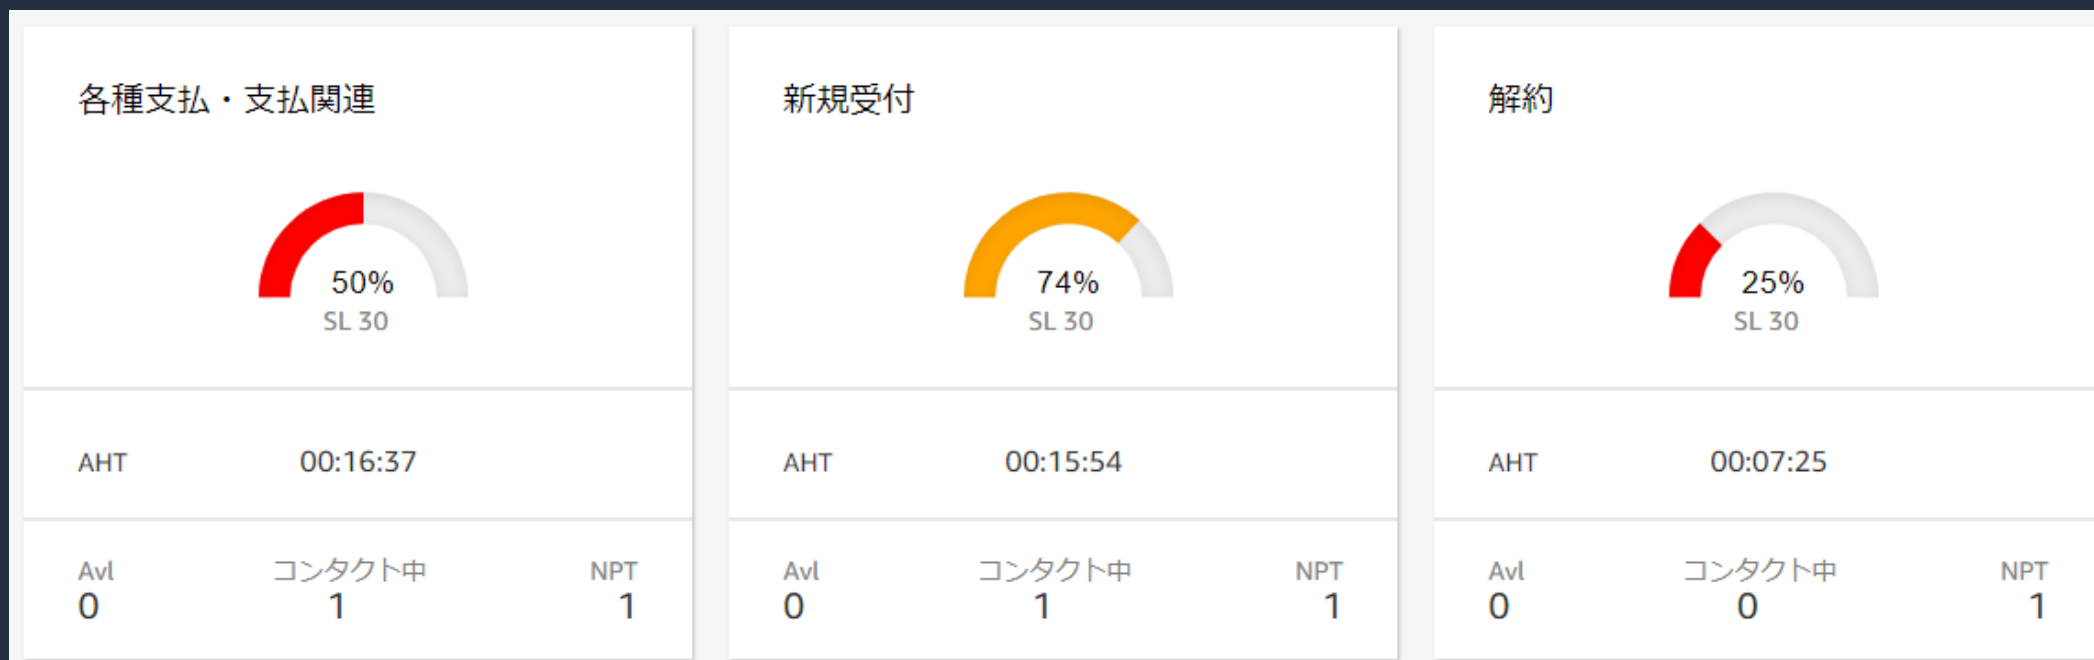 各種支払・支払関連
50%
SL 30
AHT 00:16:37
Avl コンタクト中 NPT
0 1 1
新規受付
74%
SL 30
AHT 00:15:54
Avl コンタクト中 NPT
0 1 1
解約
25%
SL 30
AHT 00:07:25
Avl コンタクト中 NPT
0 0 1